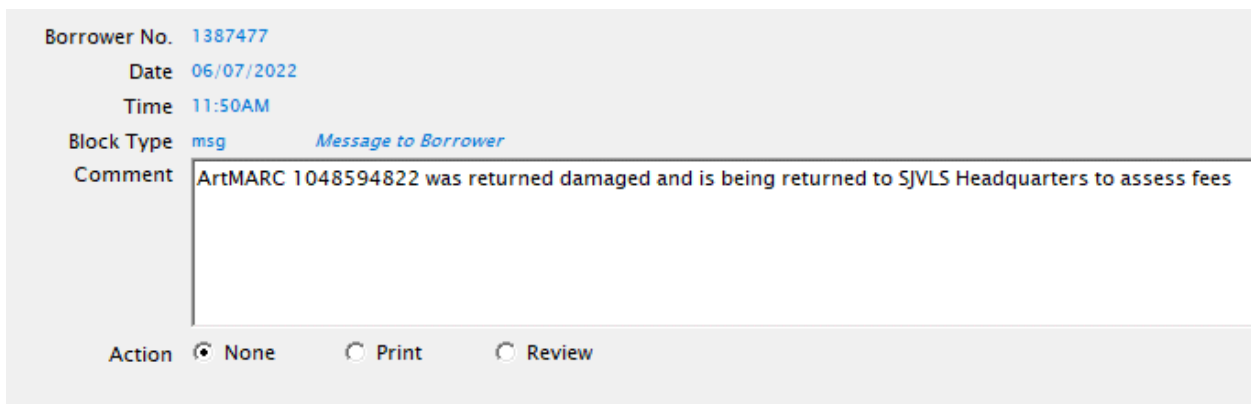 Borrower No. 1387477
Date 06/07/2022
Time 11:50AM
Block Type msg Message to Borrower
Comment ArtMARC 1048594822 was returned damaged and is being returned to SJVLS Headquarters to assess fees
Action None Print Review